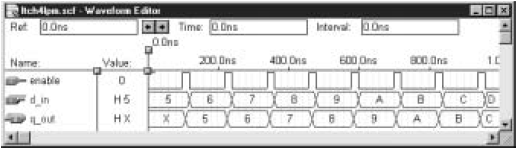 ltch4lpm.scf - Waveform Editor
Ref: 0.0ns Time: 0.0ns Interval: 0.0ns
0.0ns
Name: Value: 200.0ns 400.0ns 600.0ns 800.0ns 1.0
enable 0
d_in H 5 5 6 7 8 9 A B C D
q_out H X X 5 6 7 8 9 A B C